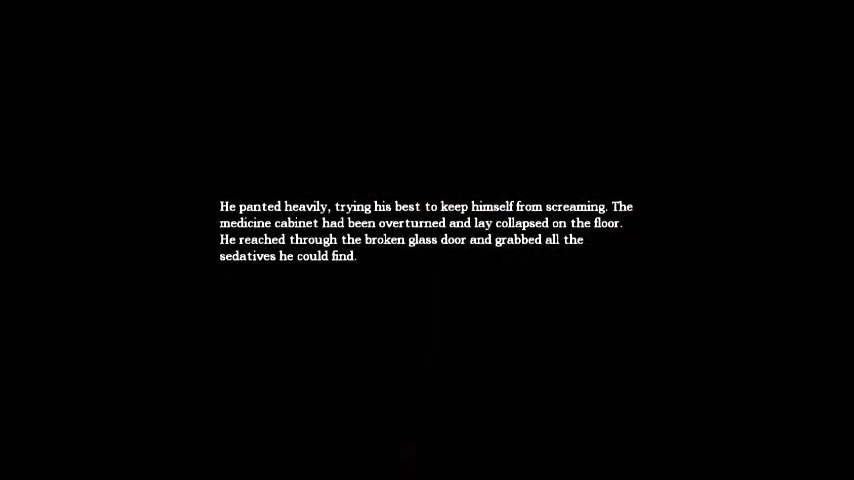 He panted heavily, trying his best to keep himself from screaming. The
medicine cabinet had been overturned and lay collapsed on the floor.
He reached through the broken glass door and grabbed all the
sedatives he could find.